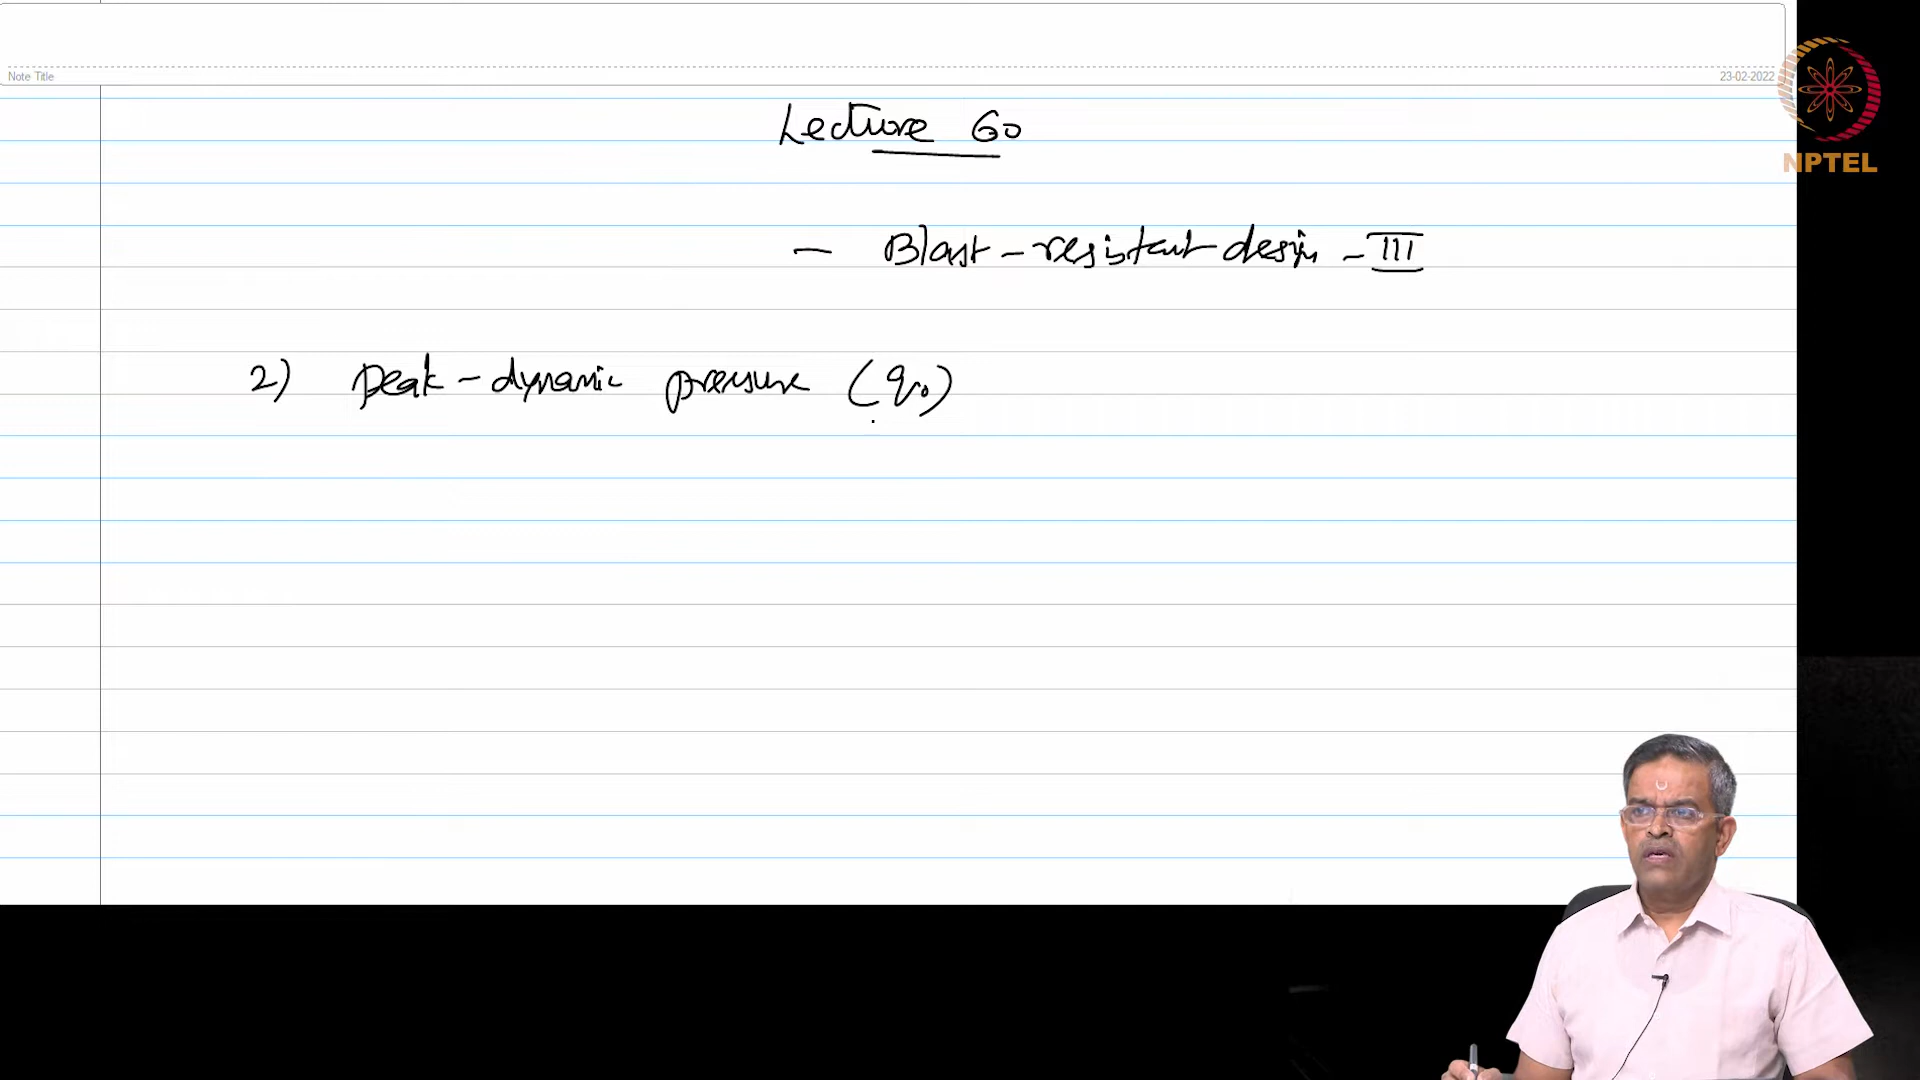 Note Title
23-02-2022
NPTEL
Lecture 60
- Blast-resistant design - III
2) peak-dynamic pressure (q₀)